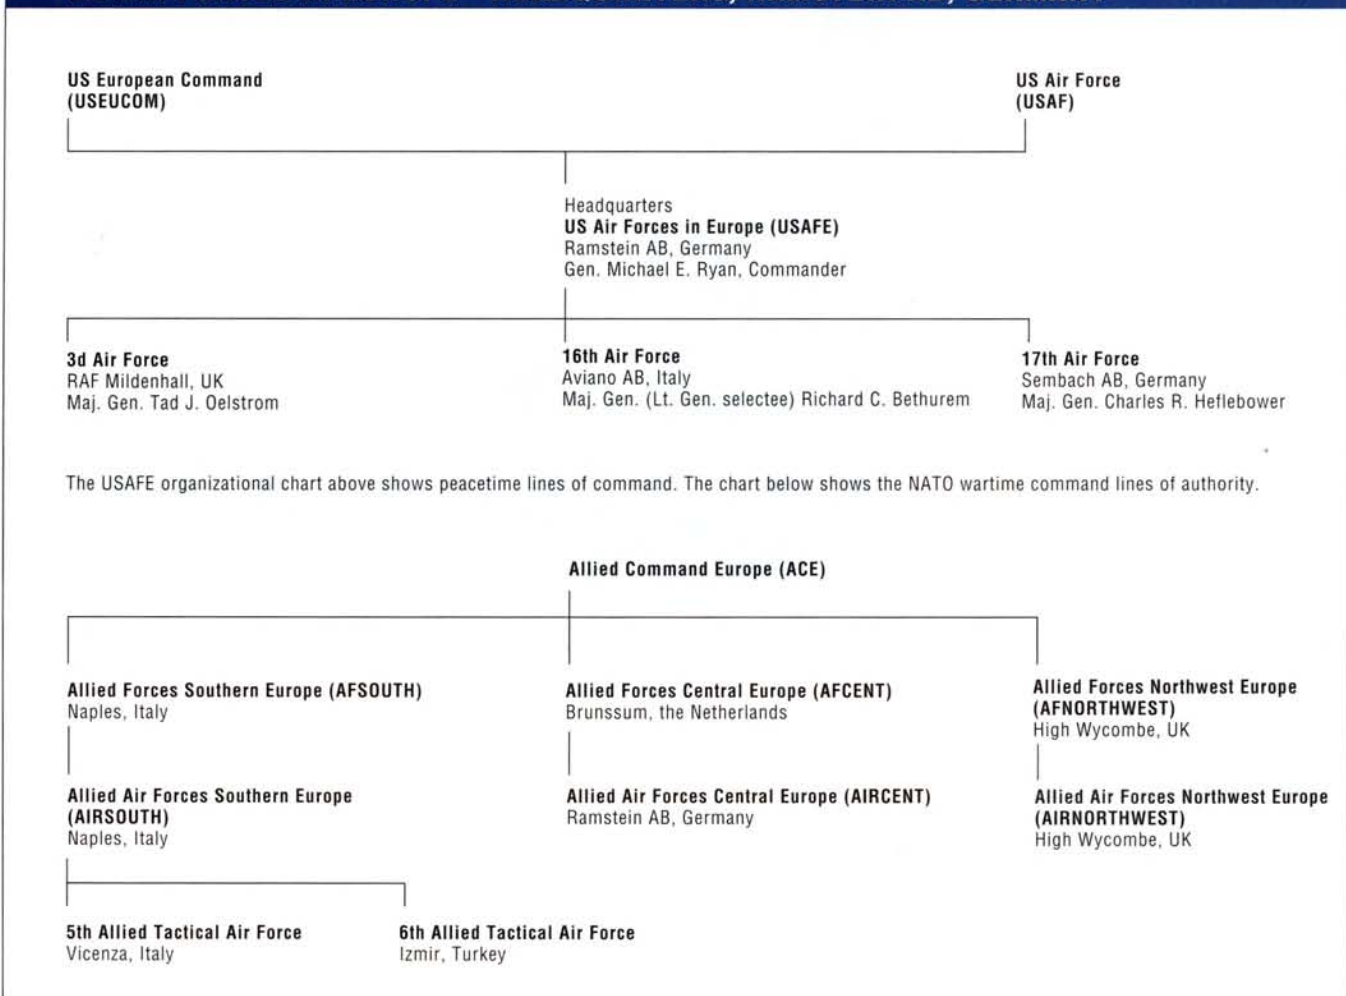 US European Command
(USEUCOM)
US Air Force
(USAF)
Headquarters
US Air Forces in Europe (USAFE)
Ramstein AB, Germany
Gen. Michael E. Ryan, Commander
3d Air Force
RAF Mildenhall, UK
Maj. Gen. Tad J. Oelstrom
16th Air Force
Aviano AB, Italy
Maj. Gen. (Lt. Gen. selectee) Richard C. Bethurem
17th Air Force
Sembach AB, Germany
Maj. Gen. Charles R. Heflebower
The USAFE organizational chart above shows peacetime lines of command. The chart below shows the NATO wartime command lines of authority.
Allied Command Europe (ACE)
Allied Forces Southern Europe (AFSOUTH)
Naples, Italy
Allied Forces Central Europe (AFCENT)
Brunssum, the Netherlands
Allied Forces Northwest Europe
(AFNORTHWEST)
High Wycombe, UK
Allied Air Forces Southern Europe
(AIRSOUTH)
Naples, Italy
Allied Air Forces Central Europe (AIRCENT)
Ramstein AB, Germany
Allied Air Forces Northwest Europe
(AIRNORTHWEST)
High Wycombe, UK
5th Allied Tactical Air Force
Vicenza, Italy
6th Allied Tactical Air Force
Izmir, Turkey